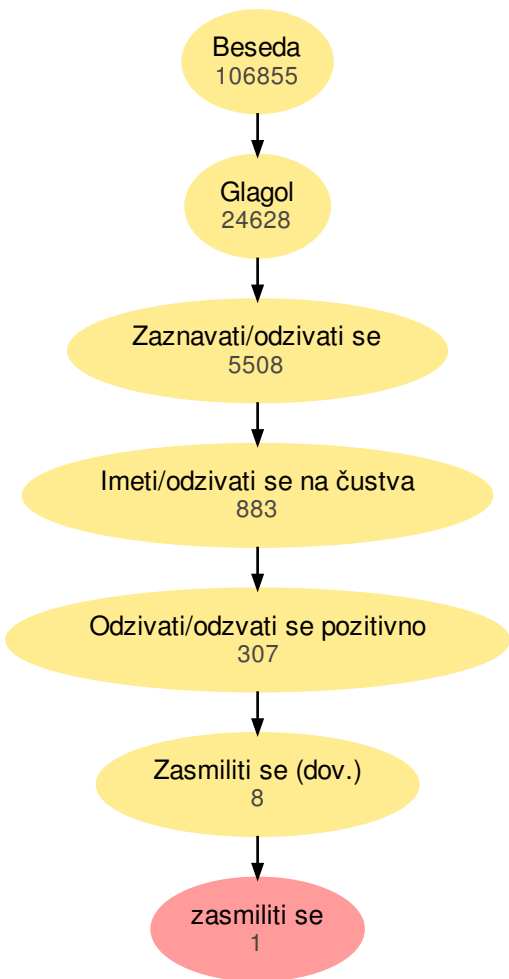 Beseda
106855
Glagol
24628
Zaznavati/odzivati se
5508
Imeti/odzivati se na čustva
883
Odzivati/odzvati se pozitivno
307
Zasmiliti se (dov.)
8
zasmiliti se
1